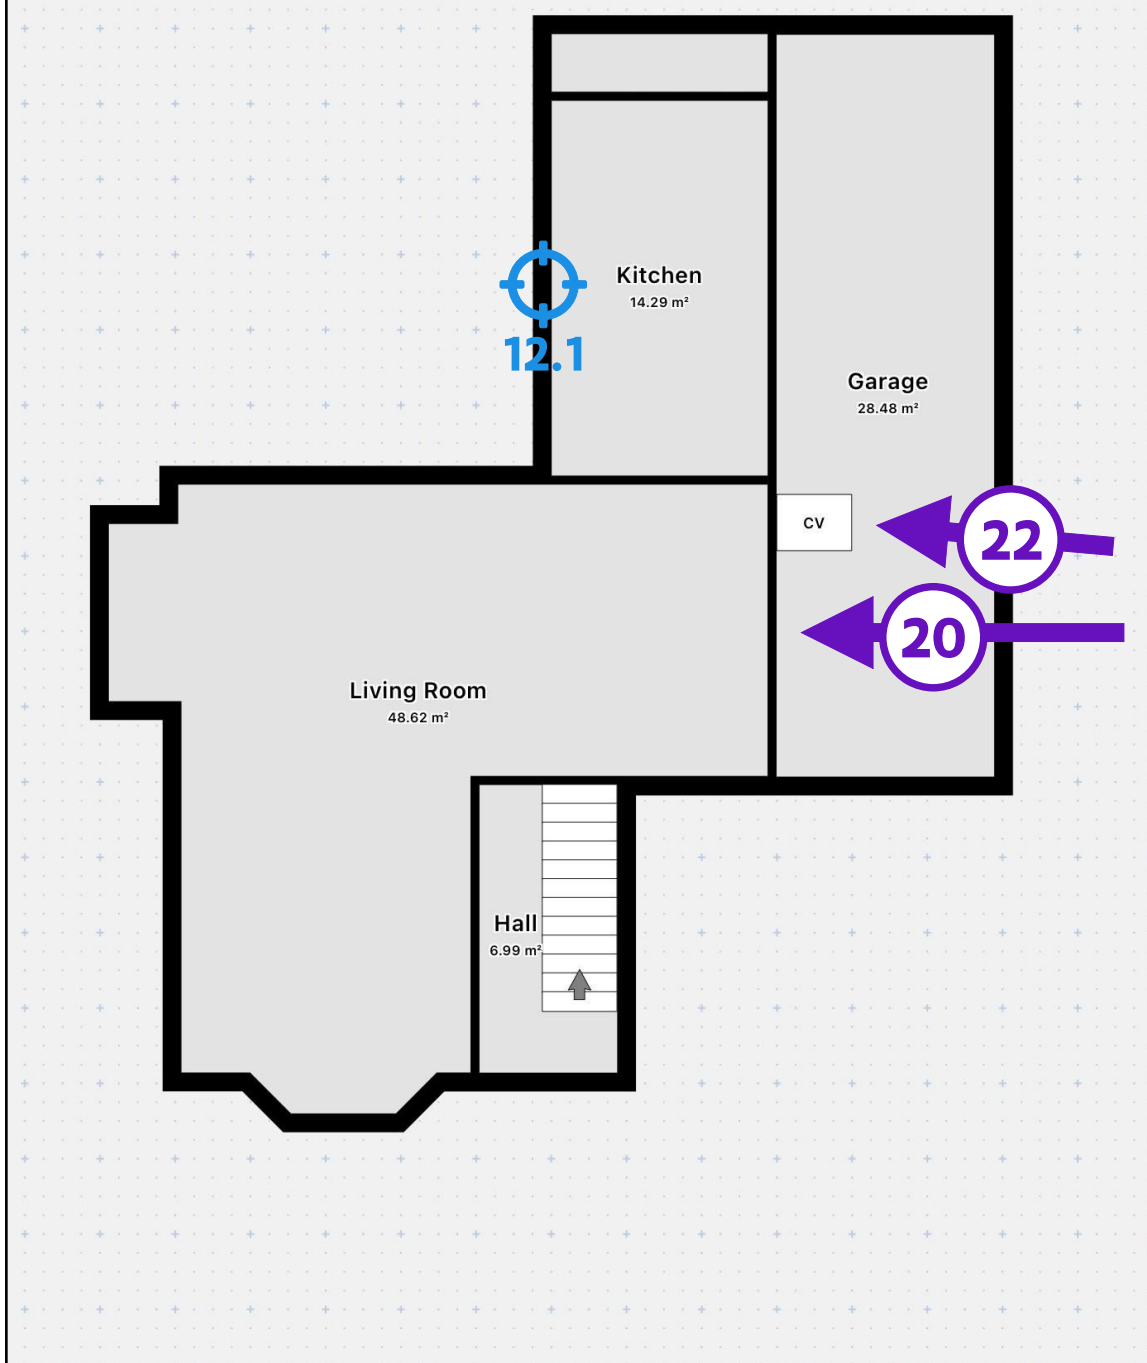 Kitchen
14.29 m²
12.1
Garage
28.48 m²
CV
22
20
Living Room
48.62 m²
Hall
6.99 m²